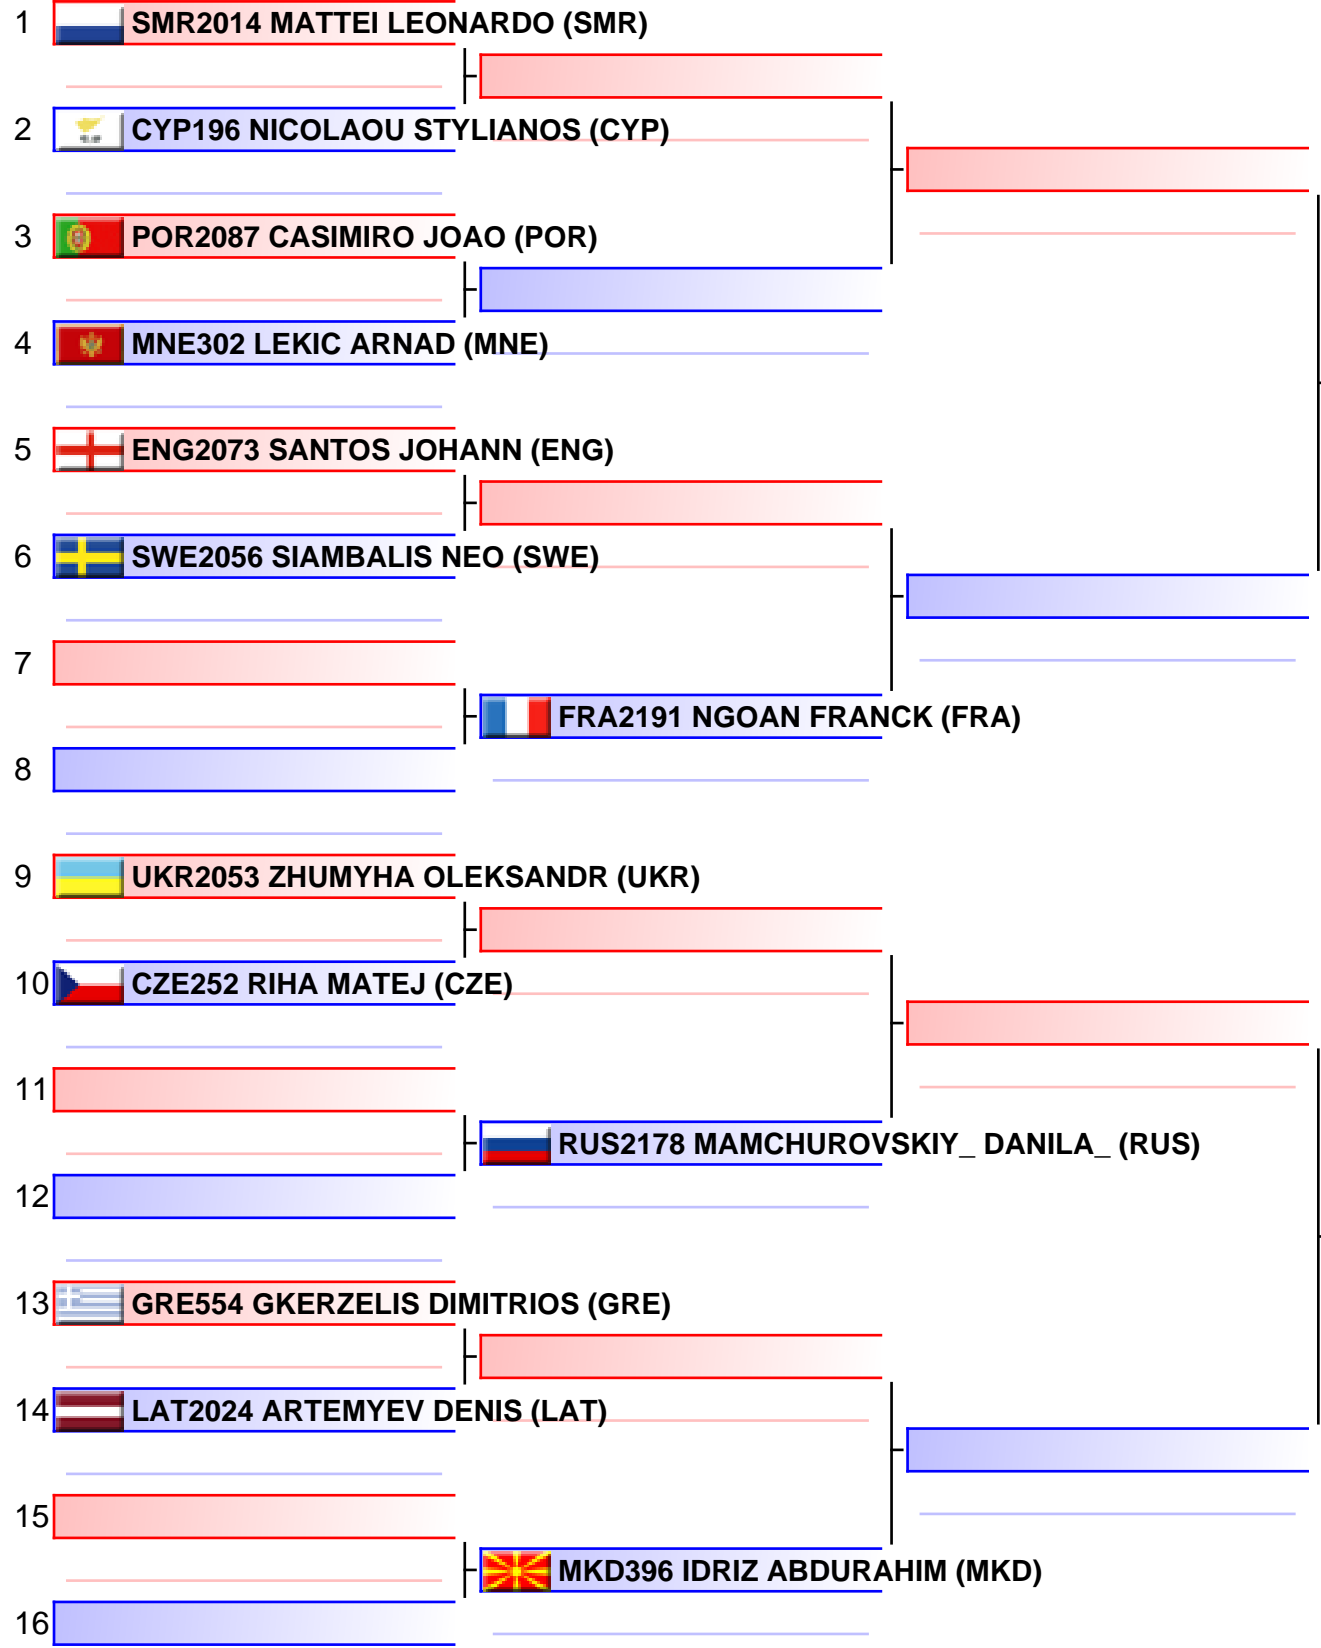 1 SMR2014 MATTEI LEONARDO (SMR)
2 CYP196 NICOLAOU STYLIANOS (CYP)
3 POR2087 CASIMIRO JOAO (POR)
4 MNE302 LEKIC ARNAD (MNE)
5 ENG2073 SANTOS JOHANN (ENG)
6 SWE2056 SIAMBALIS NEO (SWE)
7
FRA2191 NGOAN FRANCK (FRA)
8
9 UKR2053 ZHUMYHA OLEKSANDR (UKR)
10 CZE252 RIHA MATEJ (CZE)
11
RUS2178 MAMCHUROVSKIY_ DANILA_ (RUS)
12
13 GRE554 GKERZELIS DIMITRIOS (GRE)
14 LAT2024 ARTEMYEV DENIS (LAT)
15
MKD396 IDRIZ ABDURAHIM (MKD)
16